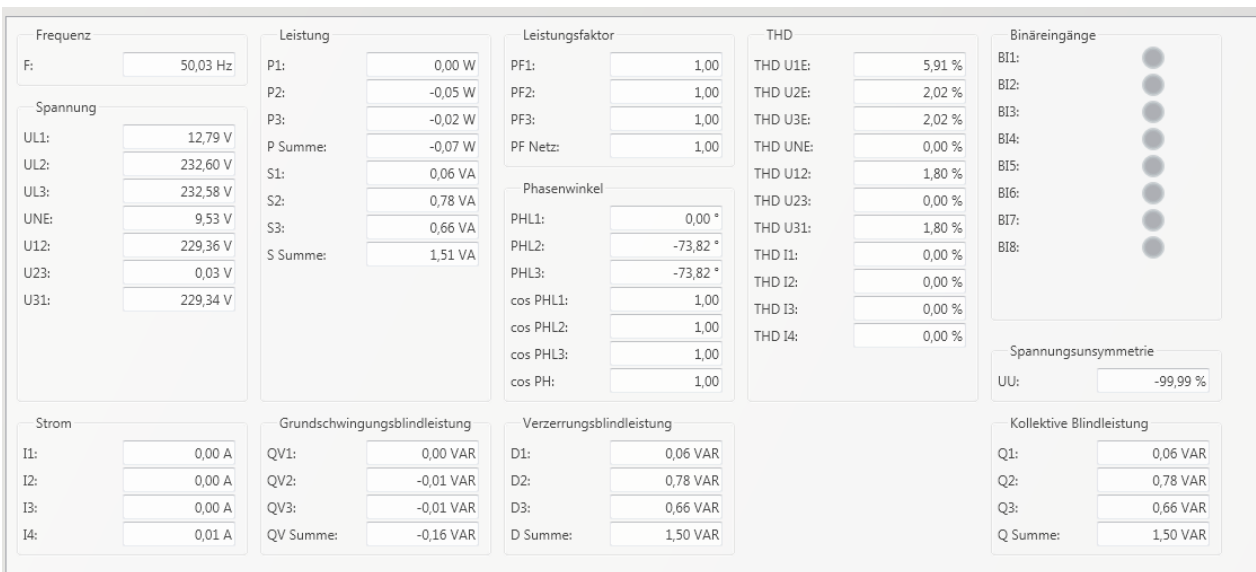 Frequenz
F: 50,03 Hz
Spannung
UL1: 12,79 V
UL2: 232,60 V
UL3: 232,58 V
UNE: 9,53 V
U12: 229,36 V
U23: 0,03 V
U31: 229,34 V
Leistung
P1: 0,00 W
P2: -0,05 W
P3: -0,02 W
P Summe: -0,07 W
S1: 0,06 VA
S2: 0,78 VA
S3: 0,66 VA
S Summe: 1,51 VA
Leistungsfaktor
PF1: 1,00
PF2: 1,00
PF3: 1,00
PF Netz: 1,00
Phasenwinkel
PHL1: 0,00 °
PHL2: -73,82 °
PHL3: -73,82 °
cos PHL1: 1,00
cos PHL2: 1,00
cos PHL3: 1,00
cos PH: 1,00
THD
THD U1E: 5,91 %
THD U2E: 2,02 %
THD U3E: 2,02 %
THD UNE: 0,00 %
THD U12: 1,80 %
THD U23: 0,00 %
THD U31: 1,80 %
THD I1: 0,00 %
THD I2: 0,00 %
THD I3: 0,00 %
THD I4: 0,00 %
Binäreingänge
BI1:
BI2:
BI3:
BI4:
BI5:
BI6:
BI7:
BI8:
Spannungsunsymmetrie
UU: -99,99 %
Strom
I1: 0,00 A
I2: 0,00 A
I3: 0,00 A
I4: 0,01 A
Grundschwingungsblindleistung
QV1: 0,00 VAR
QV2: -0,01 VAR
QV3: -0,01 VAR
QV Summe: -0,16 VAR
Verzerrungsblindleistung
D1: 0,06 VAR
D2: 0,78 VAR
D3: 0,66 VAR
D Summe: 1,50 VAR
Kollektive Blindleistung
Q1: 0,06 VAR
Q2: 0,78 VAR
Q3: 0,66 VAR
Q Summe: 1,50 VAR